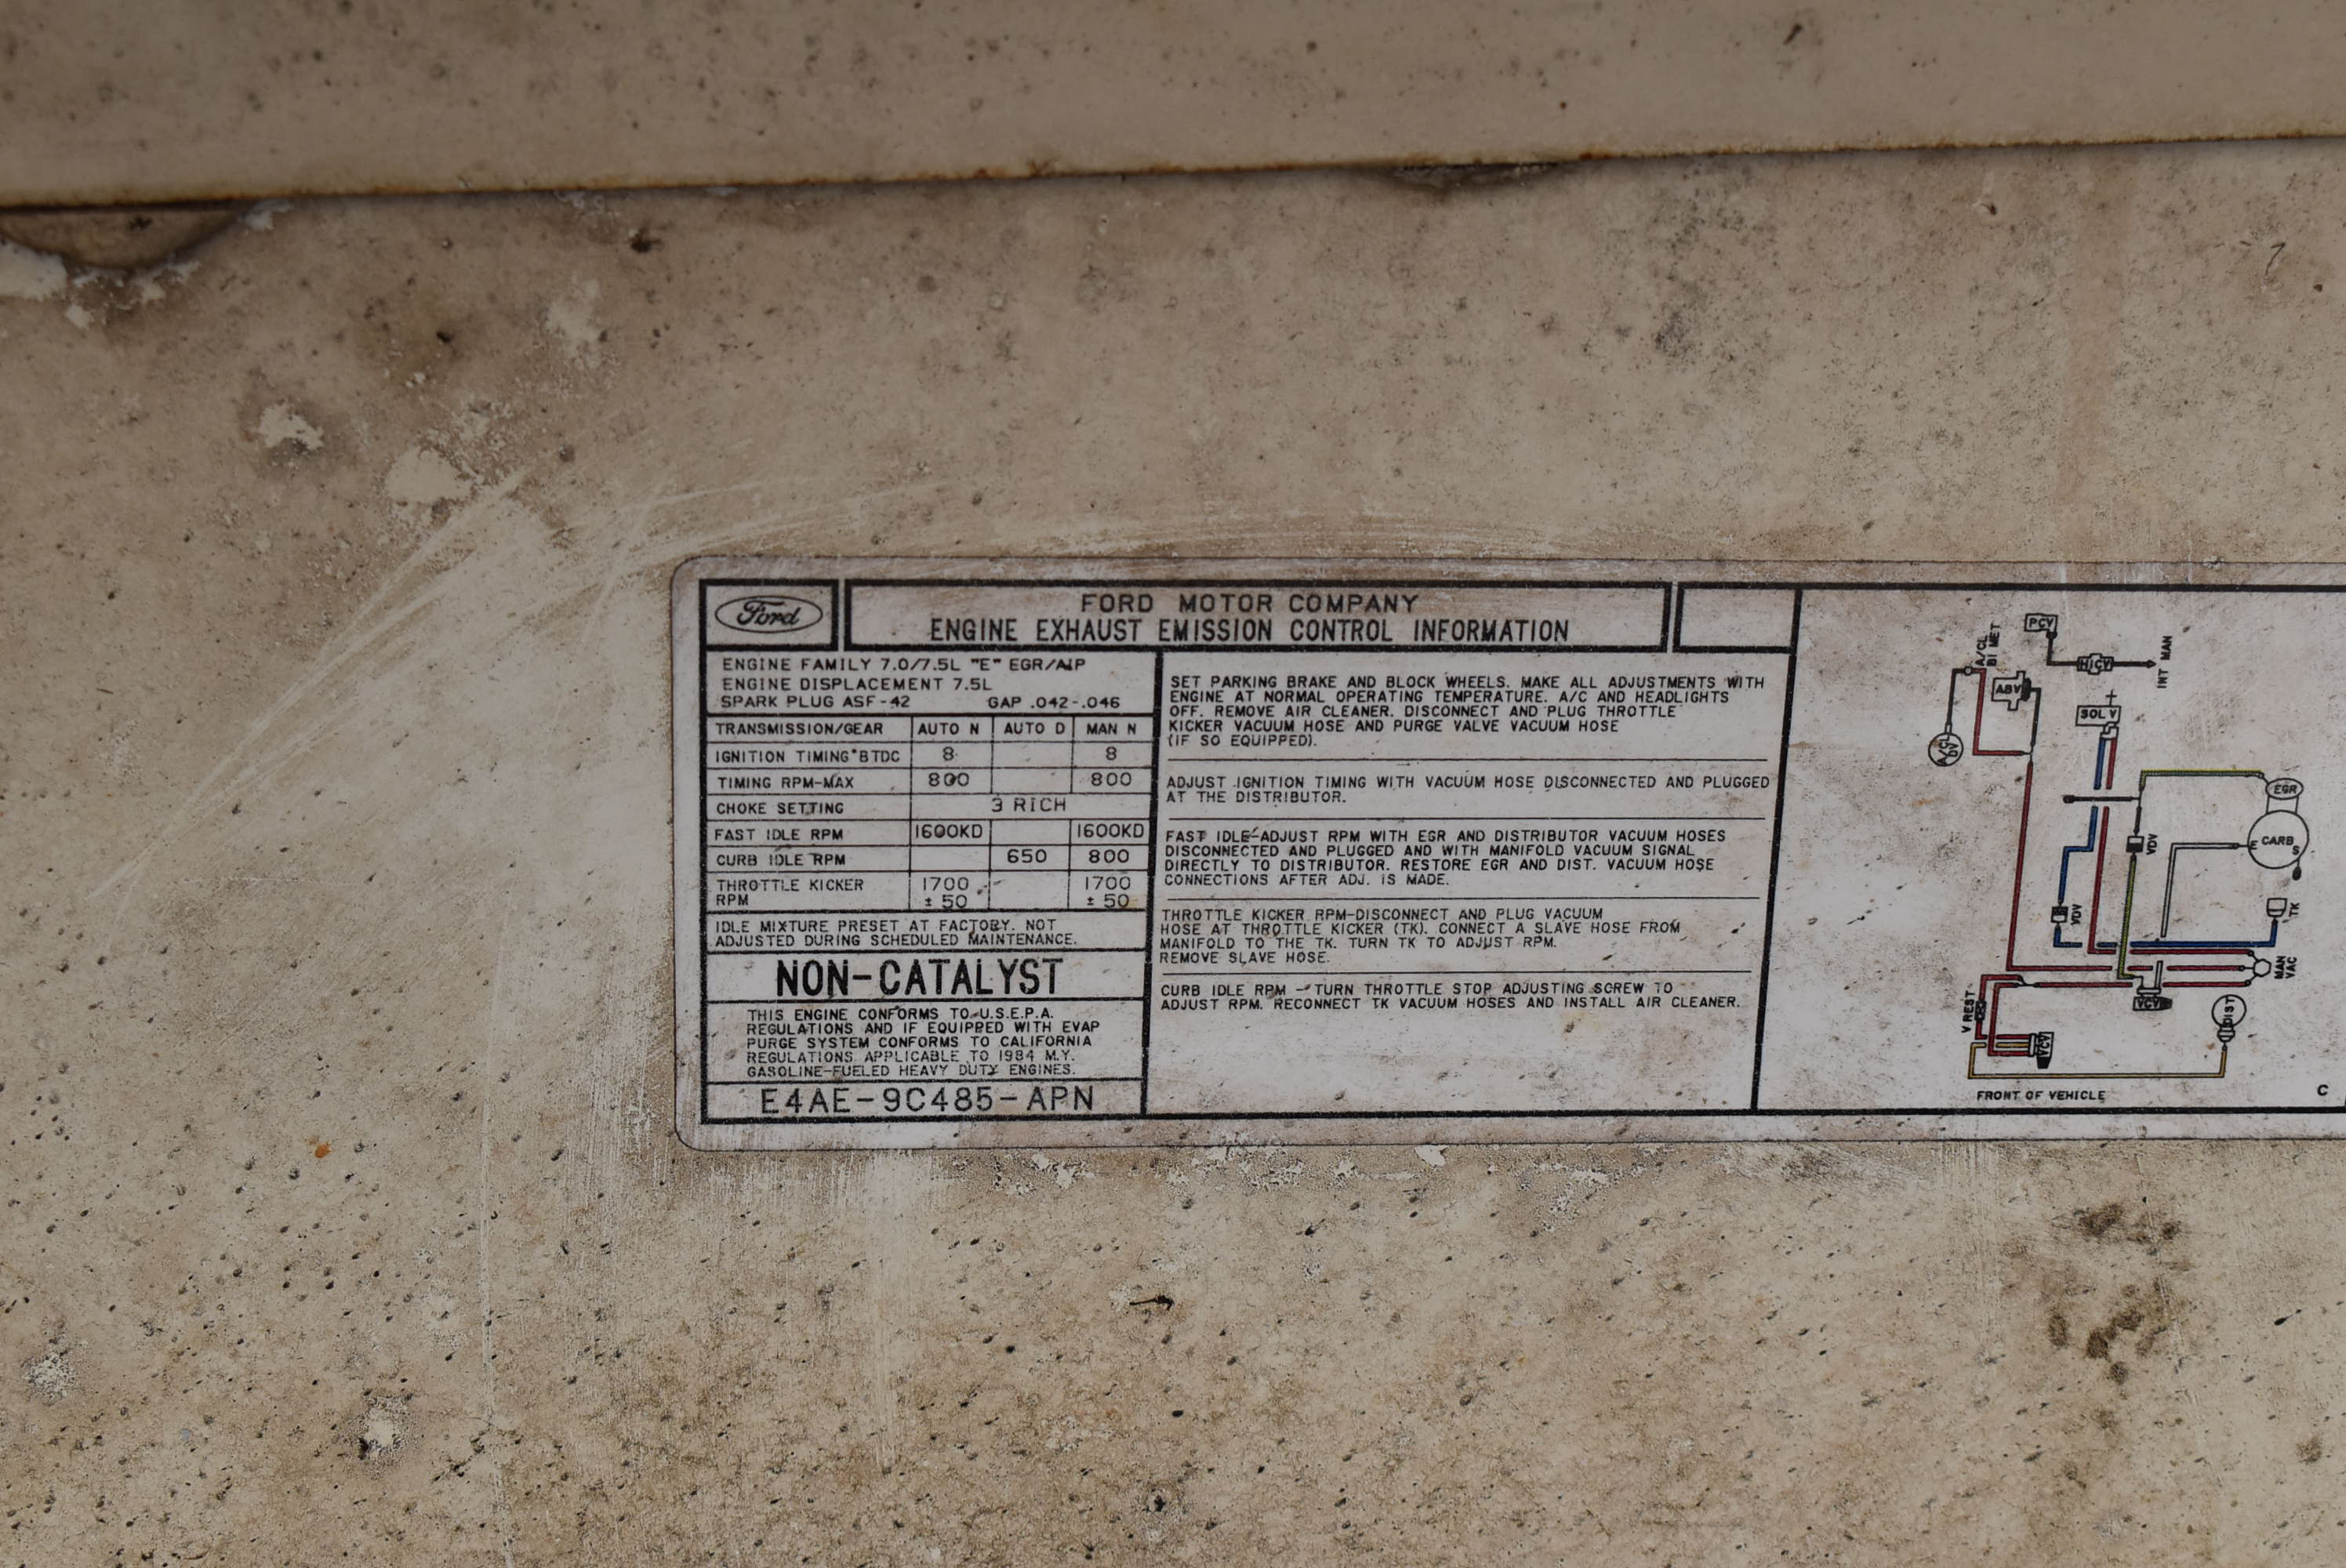 Ford
FORD MOTOR COMPANY
ENGINE EXHAUST EMISSION CONTROL INFORMATION
ENGINE FAMILY 7.0/7.5L "E" EGR/AIP
ENGINE DISPLACEMENT 7.5L
SPARK PLUG ASF-42 GAP .042-.046
TRANSMISSION/GEAR AUTO N AUTO D MAN N
IGNITION TIMING°BTDC 8 8
TIMING RPM-MAX 800 800
CHOKE SETTING 3 RICH
FAST IDLE RPM 1600KD 1600KD
CURB IDLE RPM 650 800
THROTTLE KICKER 1700 1700
RPM ± 50 ± 50
IDLE MIXTURE PRESET AT FACTORY. NOT
ADJUSTED DURING SCHEDULED MAINTENANCE.
NON-CATALYST
THIS ENGINE CONFORMS TO U.S.E.P.A.
REGULATIONS AND IF EQUIPPED WITH EVAP
PURGE SYSTEM CONFORMS TO CALIFORNIA
REGULATIONS APPLICABLE TO 1984 M.Y.
GASOLINE-FUELED HEAVY DUTY ENGINES.
E4AE-9C485-APN
SET PARKING BRAKE AND BLOCK WHEELS. MAKE ALL ADJUSTMENTS WITH
ENGINE AT NORMAL OPERATING TEMPERATURE. A/C AND HEADLIGHTS
OFF. REMOVE AIR CLEANER. DISCONNECT AND PLUG THROTTLE
KICKER VACUUM HOSE AND PURGE VALVE VACUUM HOSE
(IF SO EQUIPPED).
ADJUST IGNITION TIMING WITH VACUUM HOSE DISCONNECTED AND PLUGGED
AT THE DISTRIBUTOR.
FAST IDLE-ADJUST RPM WITH EGR AND DISTRIBUTOR VACUUM HOSES
DISCONNECTED AND PLUGGED AND WITH MANIFOLD VACUUM SIGNAL
DIRECTLY TO DISTRIBUTOR. RESTORE EGR AND DIST. VACUUM HOSE
CONNECTIONS AFTER ADJ. IS MADE.
THROTTLE KICKER RPM-DISCONNECT AND PLUG VACUUM
HOSE AT THROTTLE KICKER (TK). CONNECT A SLAVE HOSE FROM
MANIFOLD TO THE TK. TURN TK TO ADJUST RPM.
REMOVE SLAVE HOSE.
CURB IDLE RPM - TURN THROTTLE STOP ADJUSTING SCREW TO
ADJUST RPM. RECONNECT TK VACUUM HOSES AND INSTALL AIR CLEANER.
PCV
A/CL
BI MET
INT MAN
ABV
SOL V
+
A/CL
DV
EGR
CARB
E
S
VDV
VDV
TK
MAN
VAC
VCV
V REST
DIST
VCV
FRONT OF VEHICLE
C